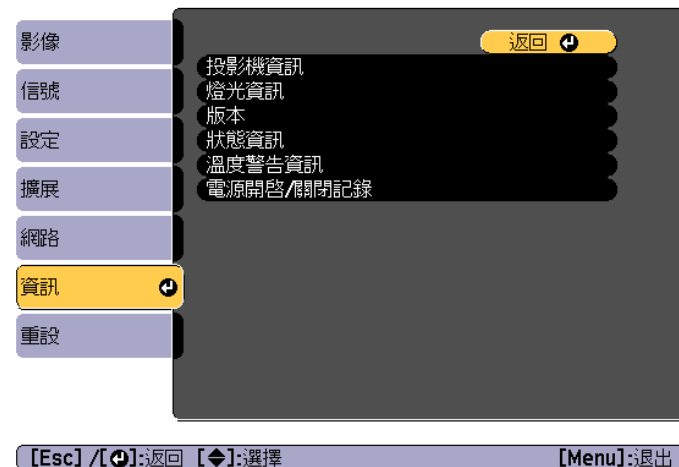 影像
信號
設定
擴展
網路
資訊
重設
返回
投影機資訊
燈光資訊
版本
狀態資訊
溫度警告資訊
電源開啓/關閉記錄
[Esc] /[]:返回 []:選擇 [Menu]:退出